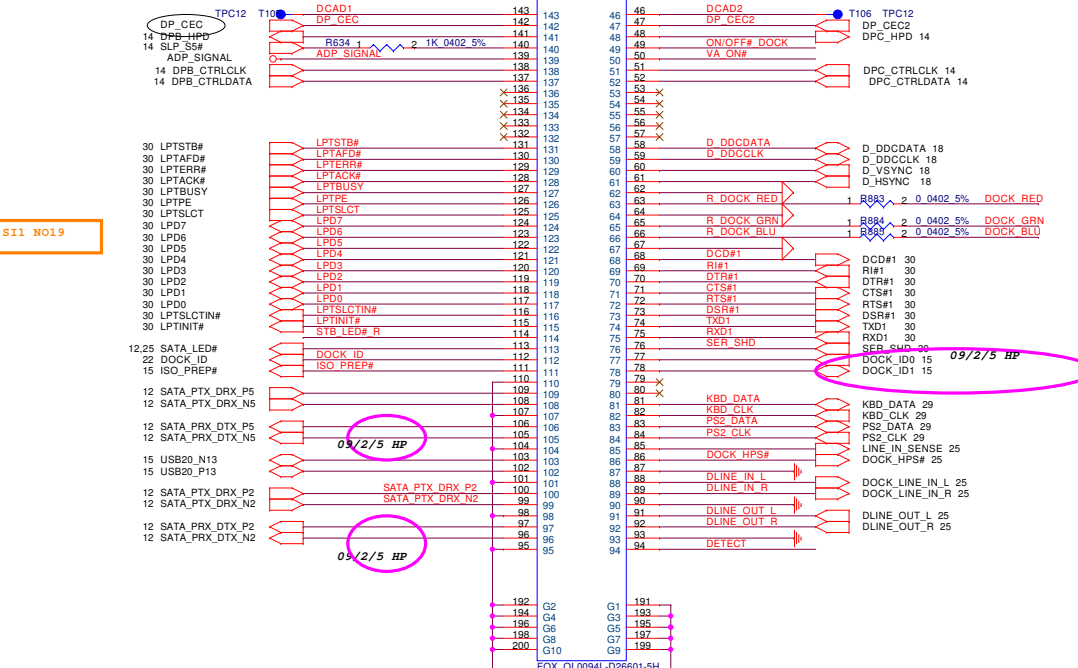 TPC12 T10 DCAD1 143 143 46 46 DCAD2 T106 TPC12
DP_CEC DP_CEC 142 142 47 47 DP_CEC2 DP_CEC2
14 DPB_HPD 141 141 48 48 DPC_HPD 14
14 SLP_S5# R634 1 2 1K_0402_5% 140 140 49 49 ON/OFF#_DOCK
ADP_SIGNAL ADP_SIGNAL 139 139 50 50 VA_ON#
14 DPB_CTRLCLK 138 138 51 51 DPC_CTRLCLK 14
14 DPB_CTRLDATA 137 137 52 52 DPC_CTRLDATA 14
136 136 53 53
135 135 54 54
134 134 55 55
133 133 56 56
132 132 57 57
30 LPTSTB# LPTSTB# 131 131 58 58 D_DDCDATA D_DDCDATA 18
30 LPTAFD# LPTAFD# 130 130 59 59 D_DDCCLK D_DDCCLK 18
30 LPTERR# LPTERR# 129 129 60 60 D_VSYNC 18
30 LPTACK# LPTACK# 128 128 61 61 D_HSYNC 18
30 LPTBUSY LPTBUSY 127 127 62 62
30 LPTPE LPTPE 126 126 63 63 R_DOCK_RED 1 R883 2 0_0402_5% DOCK_RED
30 LPTSLCT LPTSLCT 125 125 64 64
30 LPD7 LPD7 124 124 65 65 R_DOCK_GRN 1 R884 2 0_0402_5% DOCK_GRN
30 LPD6 LPD6 123 123 66 66 R_DOCK_BLU 1 R885 2 0_0402_5% DOCK_BLU
SI1 NO19
30 LPD5 LPD5 122 122 67 67
30 LPD4 LPD4 121 121 68 68 DCD#1 DCD#1 30
30 LPD3 LPD3 120 120 69 69 RI#1 RI#1 30
30 LPD2 LPD2 119 119 70 70 DTR#1 DTR#1 30
30 LPD1 LPD1 118 118 71 71 CTS#1 CTS#1 30
30 LPD0 LPD0 117 117 72 72 RTS#1 RTS#1 30
30 LPTSLCTIN# LPTSLCTIN# 116 116 73 73 DSR#1 DSR#1 30
30 LPTINIT# LPTINIT# 115 115 74 74 TXD1 TXD1 30
STB_LED#_R 114 114 75 75 RXD1 RXD1 30
12,25 SATA_LED# 113 113 76 76 SER_SHD SER_SHD 30
22 DOCK_ID DOCK_ID 112 112 77 77 DOCK_ID0 15 09/2/5 HP
15 ISO_PREP# ISO_PREP# 111 111 78 78 DOCK_ID1 15
110 110 79 79
12 SATA_PTX_DRX_P5 109 109 80 80
12 SATA_PTX_DRX_N5 108 108 81 81 KBD_DATA KBD_DATA 29
107 107 82 82 KBD_CLK KBD_CLK 29
12 SATA_PRX_DTX_P5 106 106 83 83 PS2_DATA PS2_DATA 29
12 SATA_PRX_DTX_N5 09/2/5 HP 105 105 84 84 PS2_CLK PS2_CLK 29
104 104 85 85 LINE_IN_SENSE 25
15 USB20_N13 103 103 86 86 DOCK_HPS# DOCK_HPS# 25
15 USB20_P13 102 102 87 87
101 101 88 88 DLINE_IN_L DOCK_LINE_IN_L 25
12 SATA_PTX_DRX_P2 SATA_PTX_DRX_P2 100 100 89 89 DLINE_IN_R DOCK_LINE_IN_R 25
12 SATA_PTX_DRX_N2 SATA_PTX_DRX_N2 99 99 90 90
98 98 91 91 DLINE_OUT_L DLINE_OUT_L 25
12 SATA_PRX_DTX_P2 97 97 92 92 DLINE_OUT_R DLINE_OUT_R 25
12 SATA_PRX_DTX_N2 96 96 93 93
09/2/5 HP 95 95 94 94 DETECT
192 G2 G1 191
194 G4 G3 193
196 G6 G5 195
198 G8 G7 197
200 G10 G9 199
FOX_QL0094L-D26601-5H